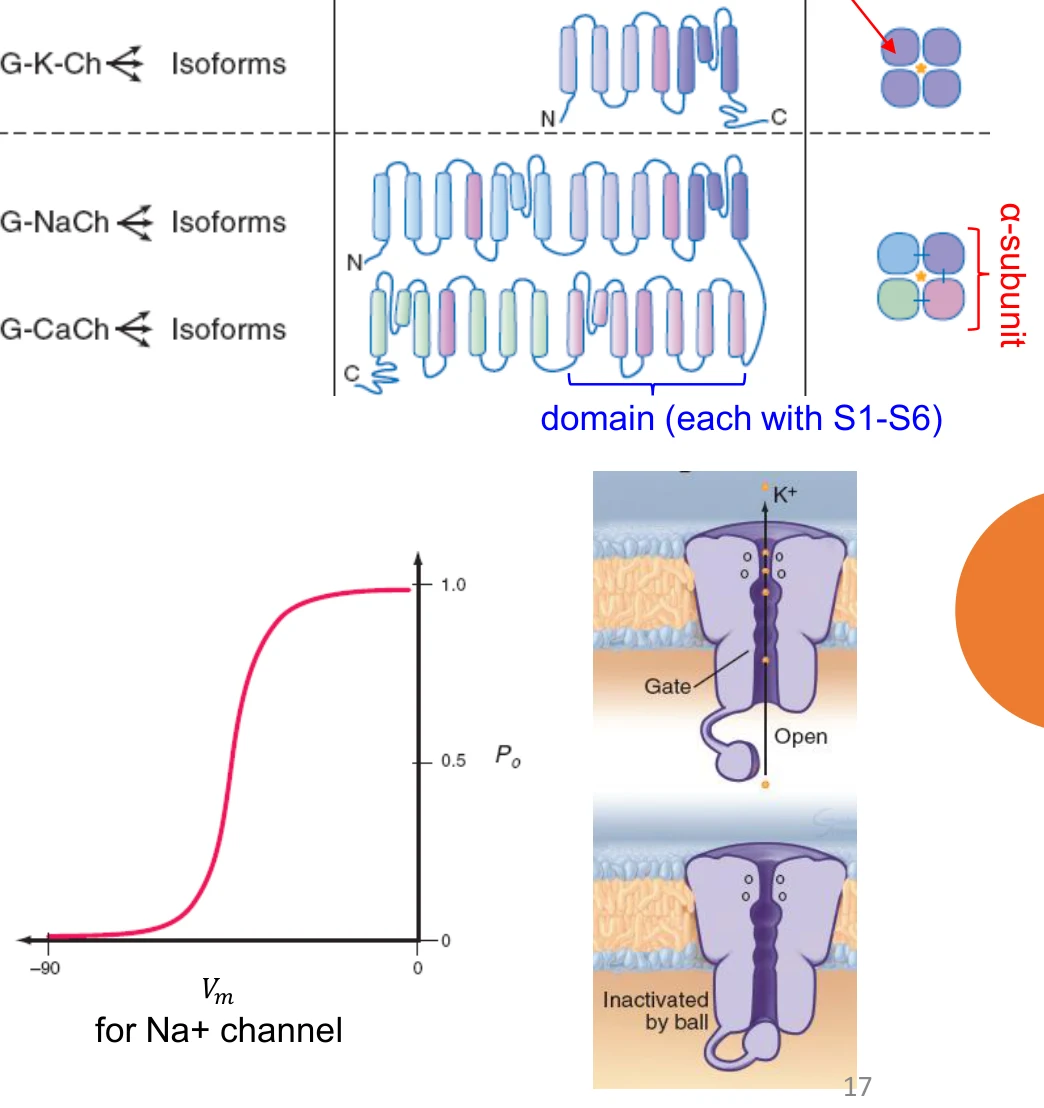 G-K-Ch Isoforms
N
C
G-NaCh Isoforms
N
G-CaCh Isoforms
C
α-subunit
domain (each with S1-S6)
1.0
0.5
Pₒ
0
–90
0
Vₘ
for Na+ channel
K⁺
Gate
Open
Inactivated
by ball
17